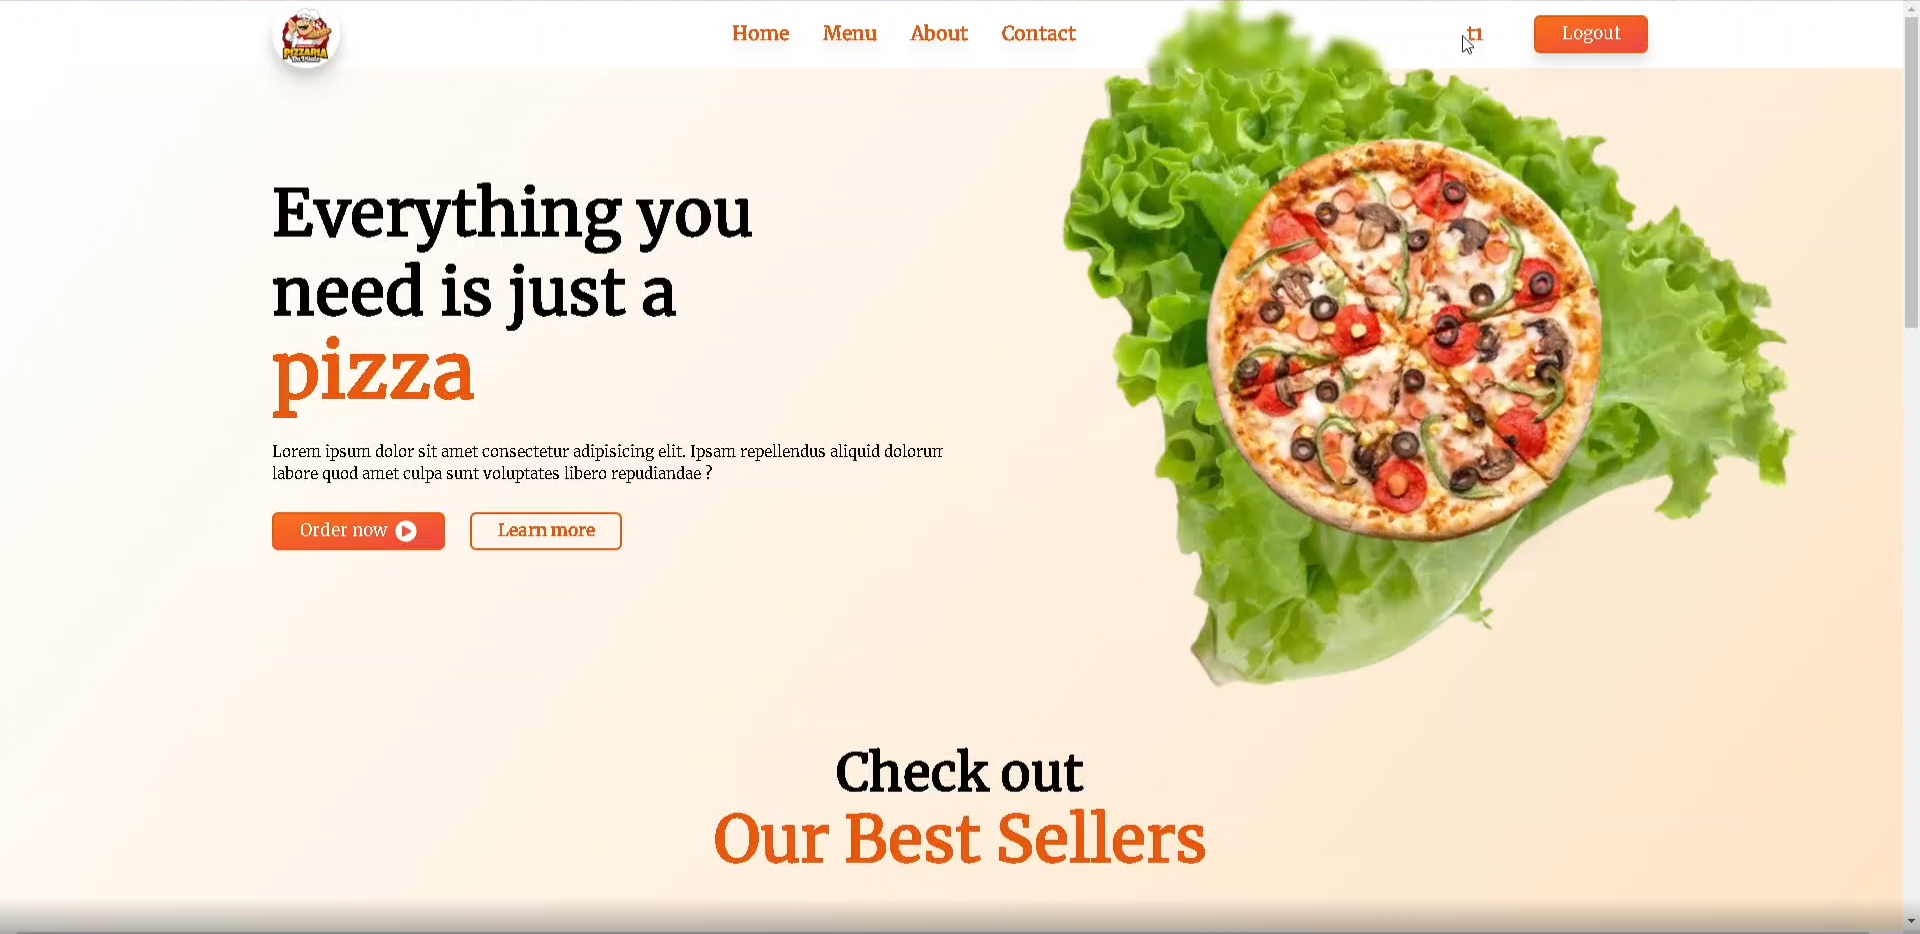 PIZZARIA
Home Menu About Contact t1 Logout
Everything you
need is just a
pizza
Lorem ipsum dolor sit amet consectetur adipisicing elit. Ipsam repellendus aliquid dolorum
labore quod amet culpa sunt voluptates libero repudiandae ?
Order now Learn more
Check out
Our Best Sellers